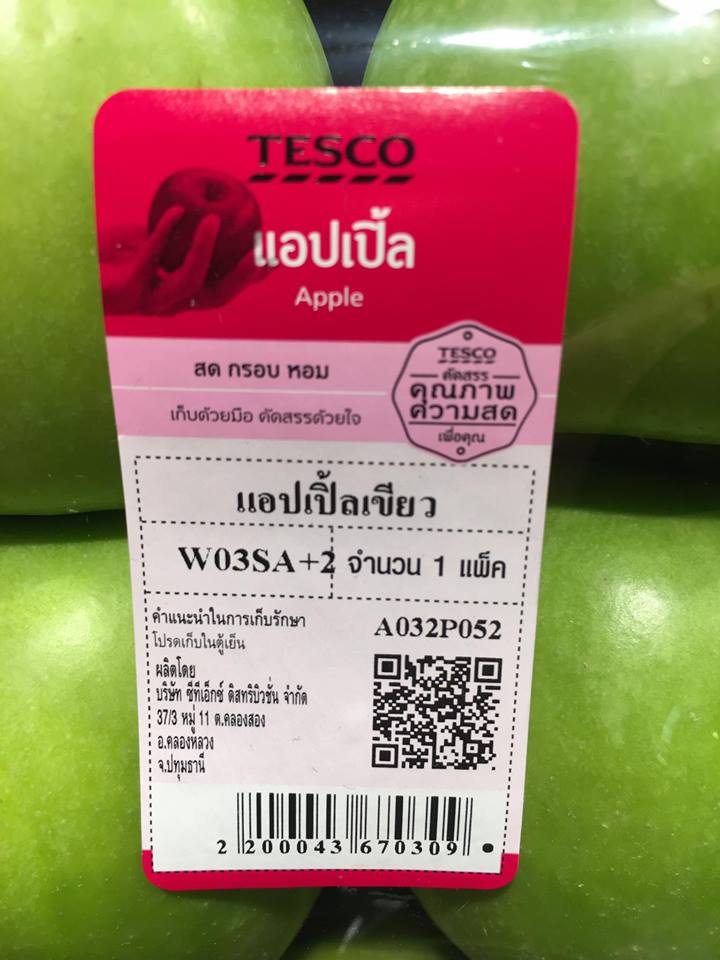 TESCO
แอปเปิ้ล
Apple
สด กรอบ หอม
เก็บด้วยมือ คัดสรรด้วยใจ
TESCO
คัดสรร
คุณภาพ
ความสด
เพื่อคุณ
แอปเปิ้ลเขียว
W03SA+2 จำนวน 1 แพ็ค
คำแนะนำในการเก็บรักษา
โปรดเก็บในตู้เย็น
A032P052
ผลิตโดย
บริษัท ซีทีเอ็กซ์ ดิสทริบิวชั่น จำกัด
37/3 หมู่ 11 ต.คลองสอง
อ.คลองหลวง
จ.ปทุมธานี
2 200043 670309